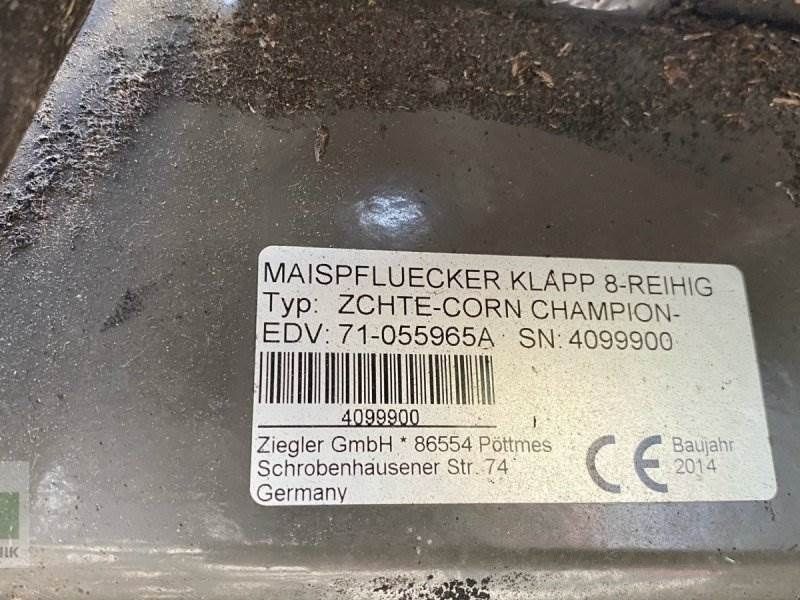 MAISPFLUECKER KLAPP 8-REIHIG
Typ: ZCHTE-CORN CHAMPION-
EDV: 71-055965A SN: 4099900
4099900
Ziegler GmbH * 86554 Pöttmes
Schrobenhausener Str. 74
Germany
CE
Baujahr
2014